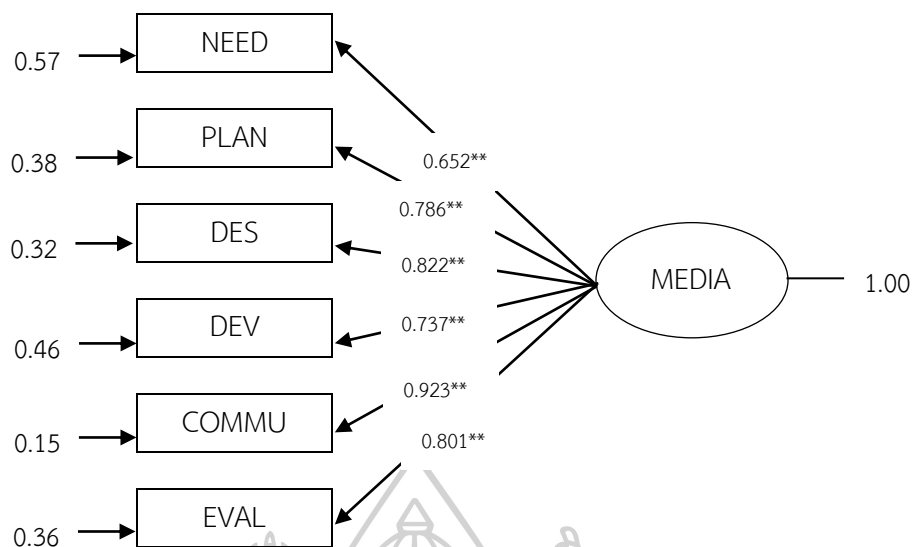 NEED
0.57
0.652**
PLAN
0.38
0.786**
DES
0.32
0.822**
MEDIA
1.00
DEV
0.46
0.737**
COMMU
0.15
0.923**
EVAL
0.36
0.801**